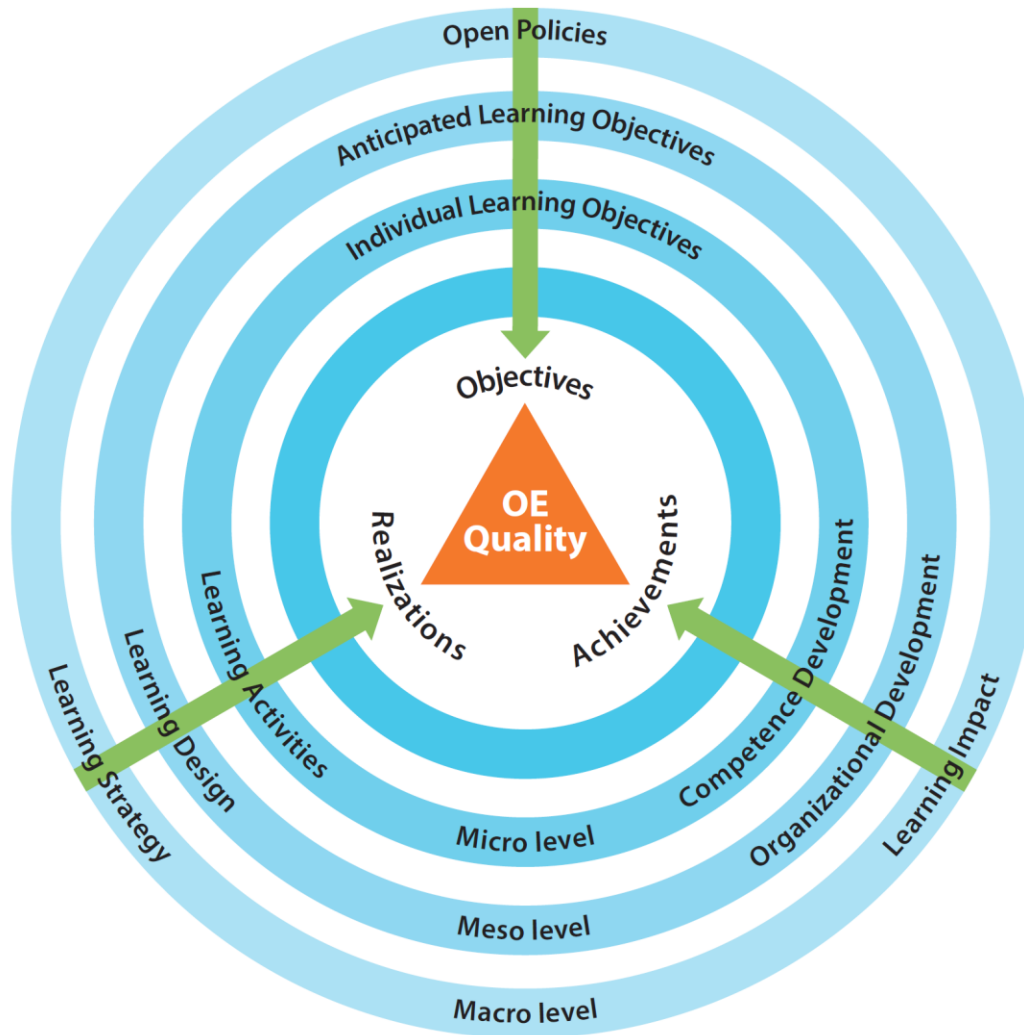 Open Policies
Anticipated Learning Objectives
Individual Learning Objectives
Objectives
OE
Quality
Realizations
Achievements
Learning Activities
Learning Design
Learning Strategy
Competence Development
Organizational Development
Learning Impact
Micro level
Meso level
Macro level